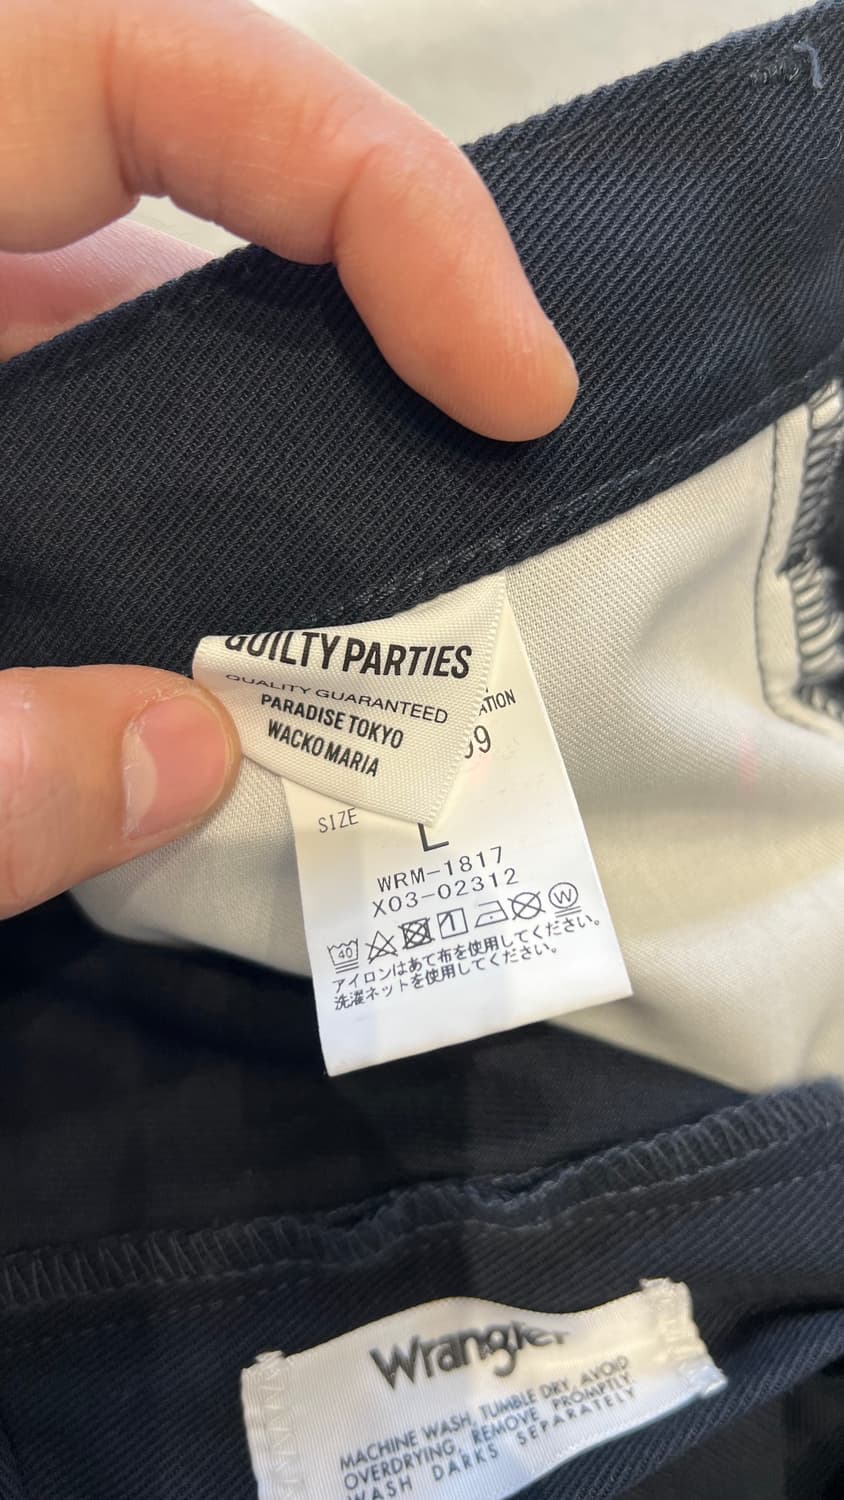 GUILTY PARTIES
QUALITY GUARANTEED
PARADISE TOKYO
WACKO MARIA
SIZE L
WRM-1817
X03-02312
40
1
W
アイロンはあて布を使用してください。
洗濯ネットを使用してください。
Wrangler
MACHINE WASH, TUMBLE DRY, AVOID
OVERDRYING, REMOVE PROMPTLY.
WASH DARKS SEPARATELY